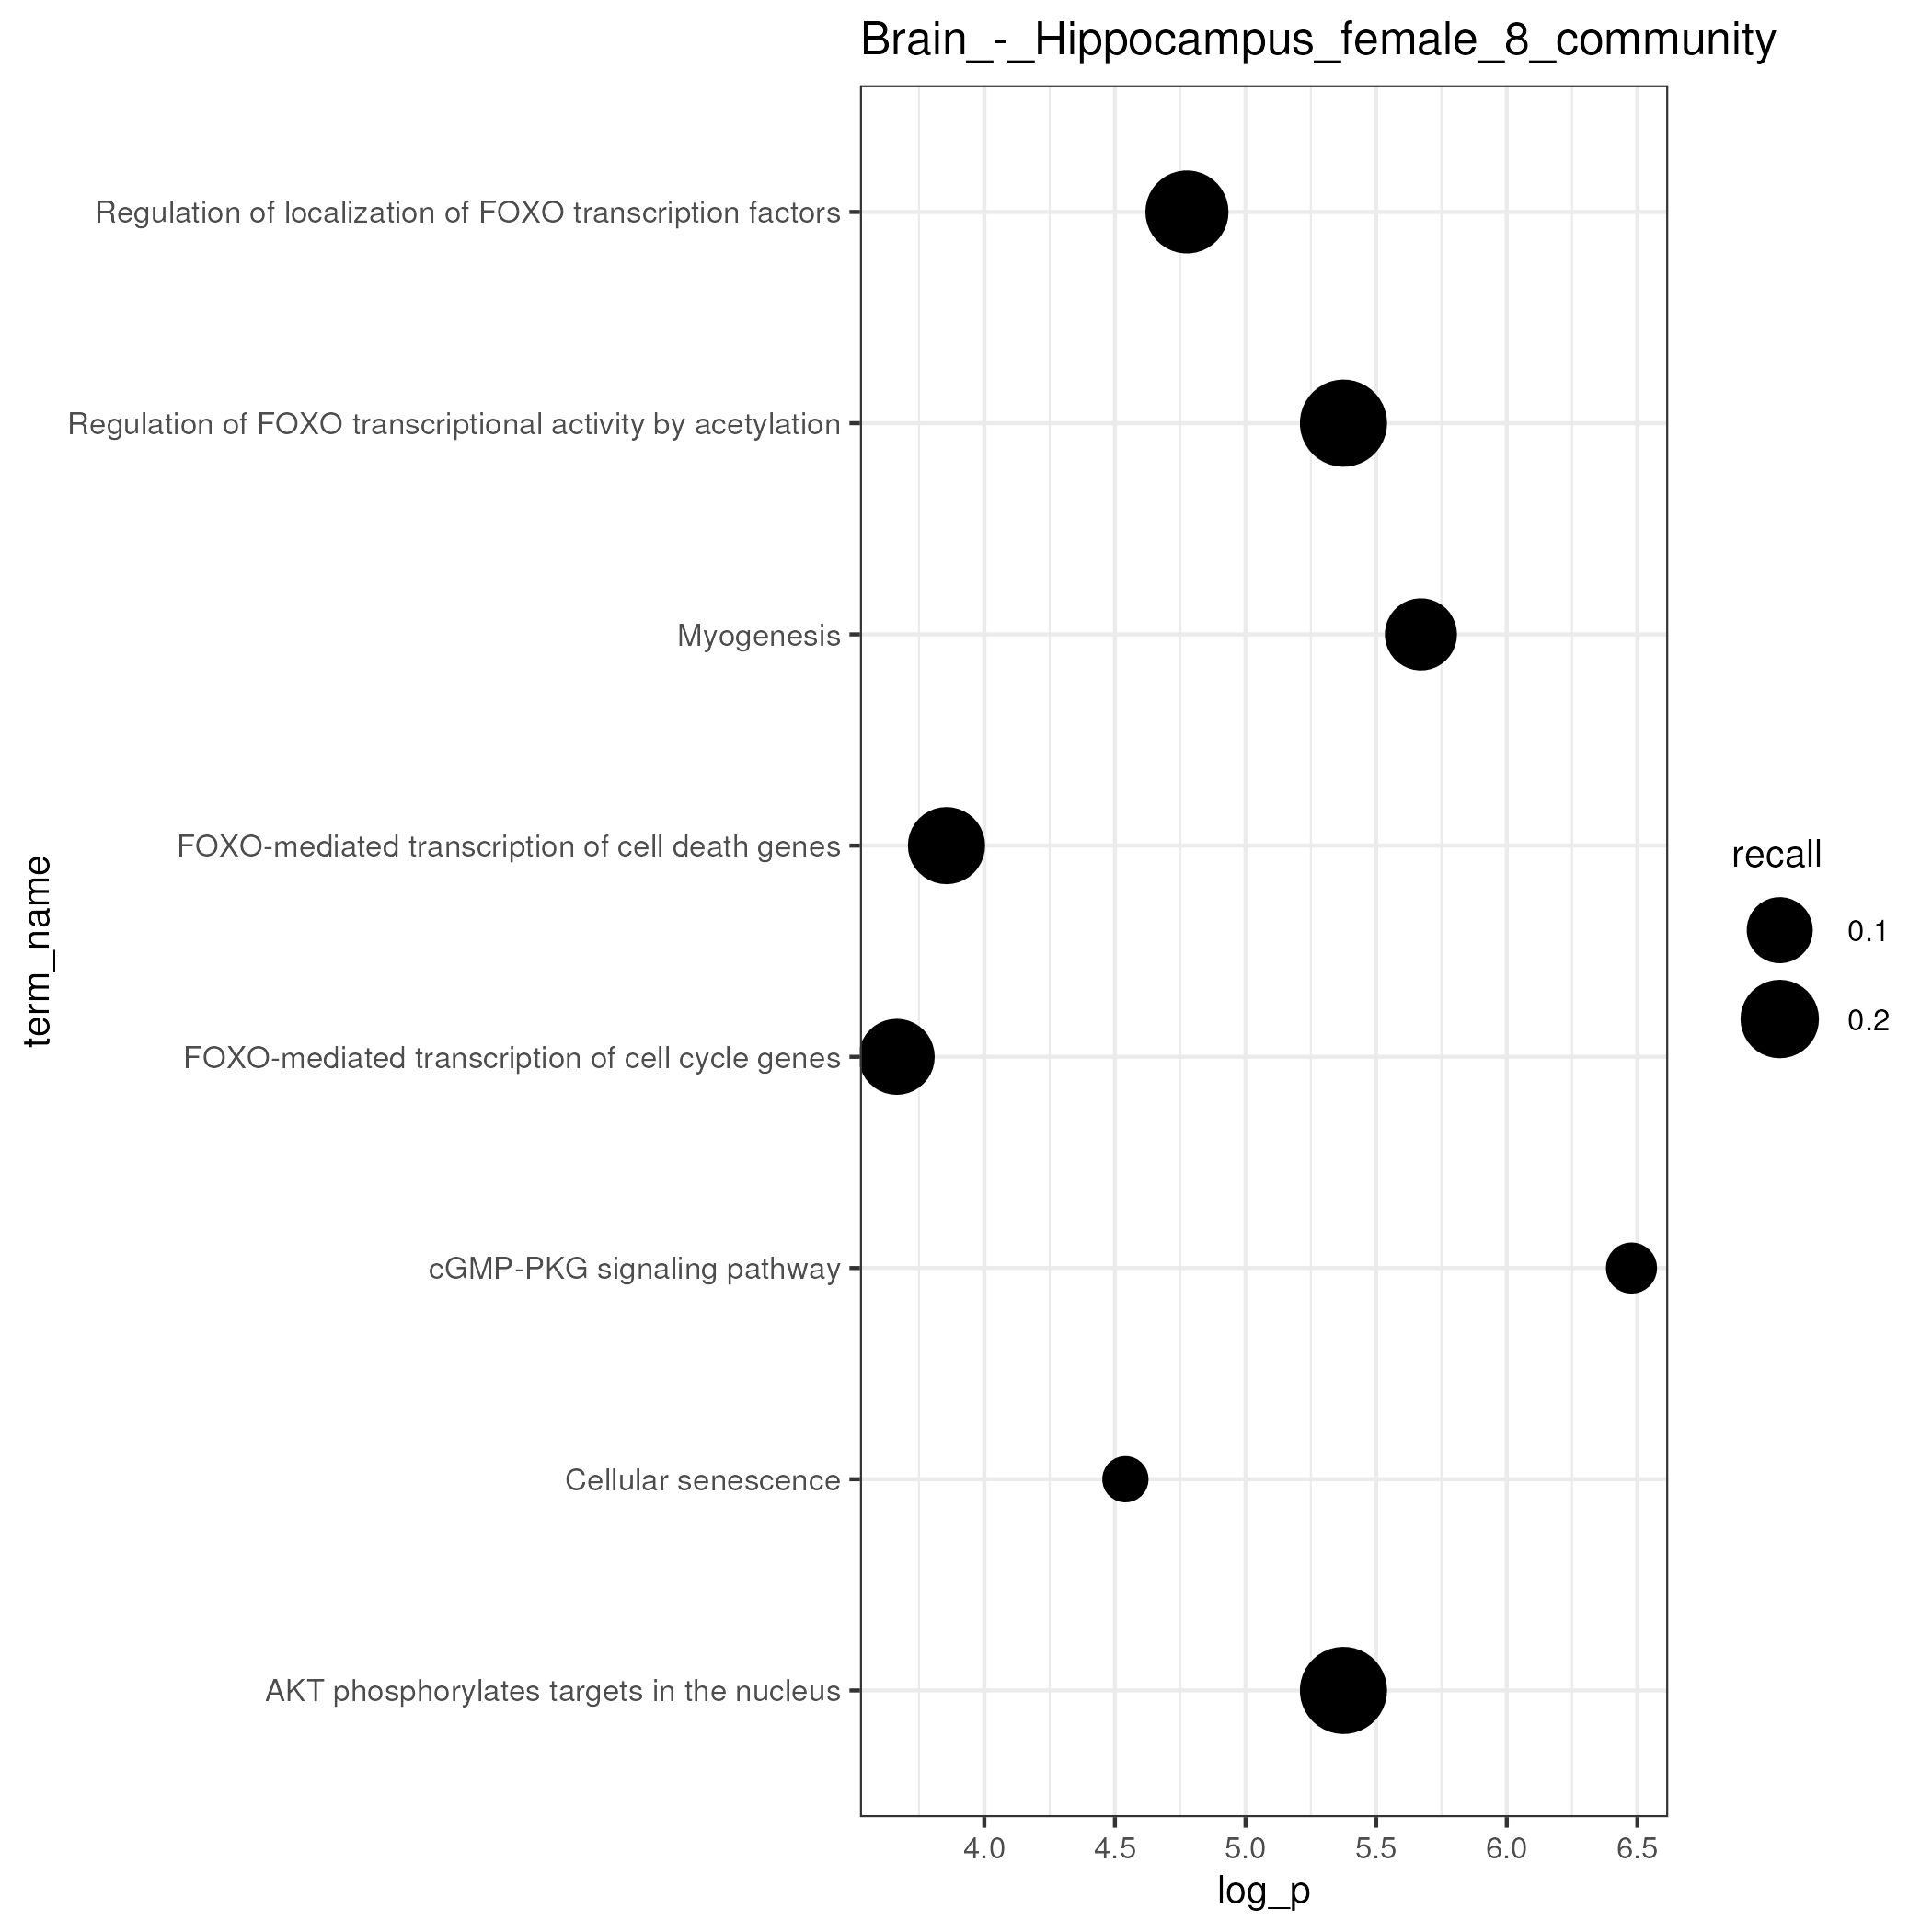 Brain_-_Hippocampus_female_8_community
Regulation of localization of FOXO transcription factors
Regulation of FOXO transcriptional activity by acetylation
Myogenesis
FOXO-mediated transcription of cell death genes
FOXO-mediated transcription of cell cycle genes
cGMP-PKG signaling pathway
Cellular senescence
AKT phosphorylates targets in the nucleus
term_name
4.0 4.5 5.0 5.5 6.0 6.5
log_p
recall
0.1
0.2